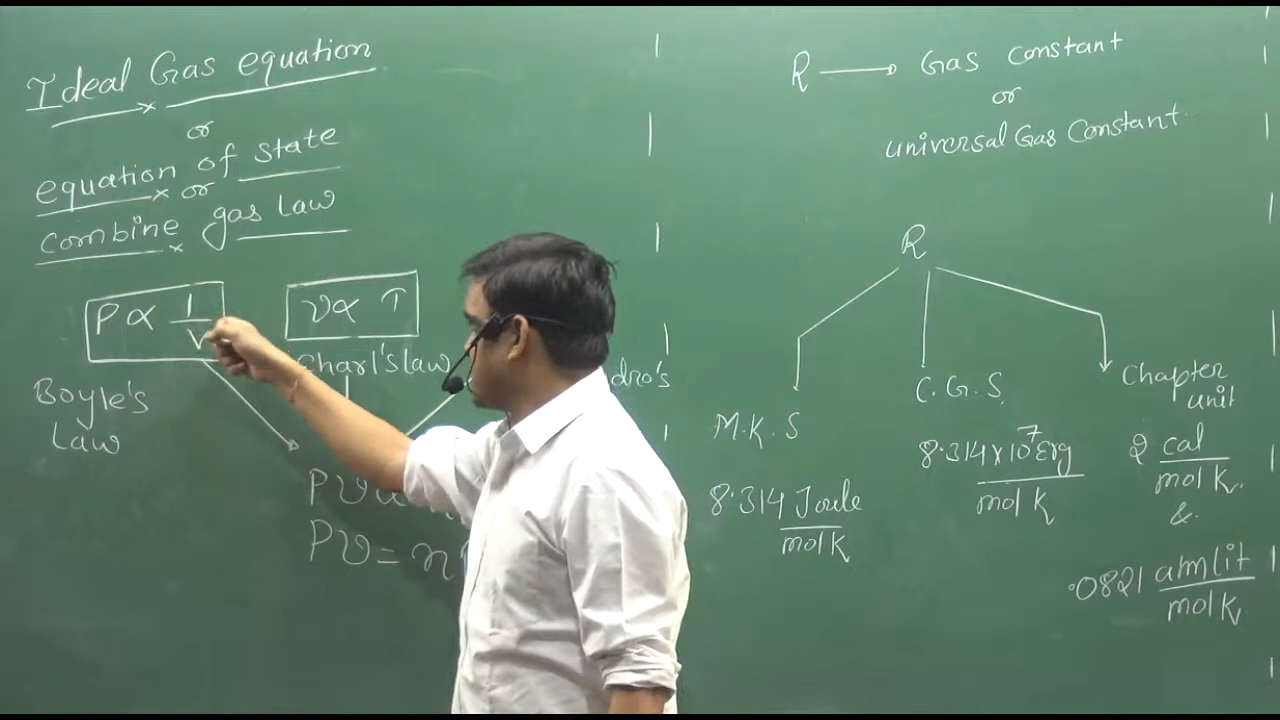 Ideal Gas equation
or
equation of state
or
combine gas law
P ∝ 1/V
v ∝ T
Boyle's
Law
Charl's law
dro's
Pv
Pv = n
R → Gas constant
or
universal Gas Constant
R
M.K.S
8.314 Joule
mol K
C.G.S.
8.314 x 10⁷ Erg
mol K
Chapter
unit
2 cal
mol K.
&.
.0821 atm lit
mol K